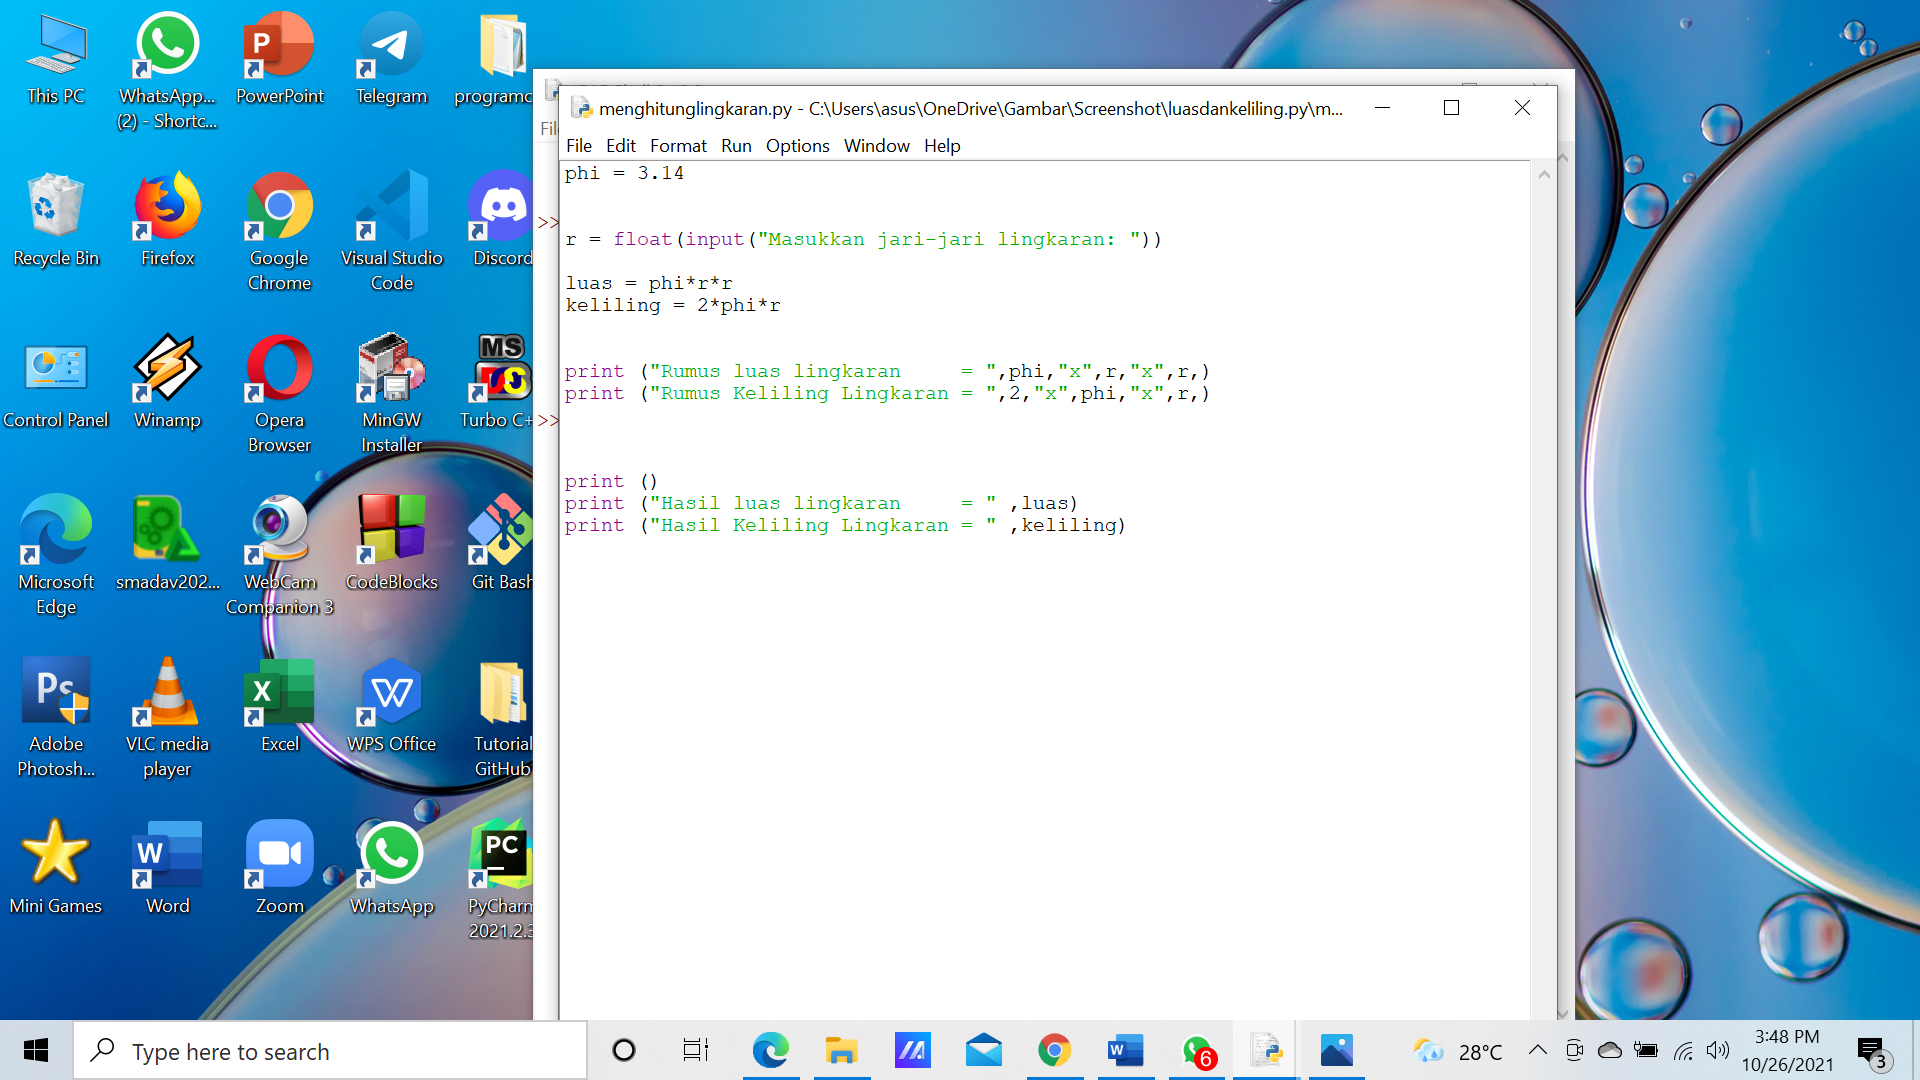 This PC
WhatsApp...
(2) - Shortc...
PowerPoint
Telegram
programc
Recycle Bin
Firefox
Google
Chrome
Visual Studio
Code
Discord
Control Panel
Winamp
Opera
Browser
MinGW
Installer
MS
Turbo C+
Microsoft
Edge
smadav202...
WebCam
Companion 3
CodeBlocks
Git Bash
Adobe
Photosh...
VLC media
player
Excel
WPS Office
Tutorial
GitHub
Mini Games
Word
Zoom
WhatsApp
PC
PyCharm
2021.2.3
menghitunglingkaran.py - C:\Users\asus\OneDrive\Gambar\Screenshot\luasdankeliling.py\m...
File Edit Format Run Options Window Help
phi = 3.14
>>
r = float(input("Masukkan jari-jari lingkaran: "))
luas = phi*r*r
keliling = 2*phi*r
print ("Rumus luas lingkaran     = ",phi,"x",r,"x",r,)
print ("Rumus Keliling Lingkaran = ",2,"x",phi,"x",r,)
>>
print ()
print ("Hasil luas lingkaran     = " ,luas)
print ("Hasil Keliling Lingkaran = " ,keliling)
Type here to search
6
28°C
3:48 PM
10/26/2021
3